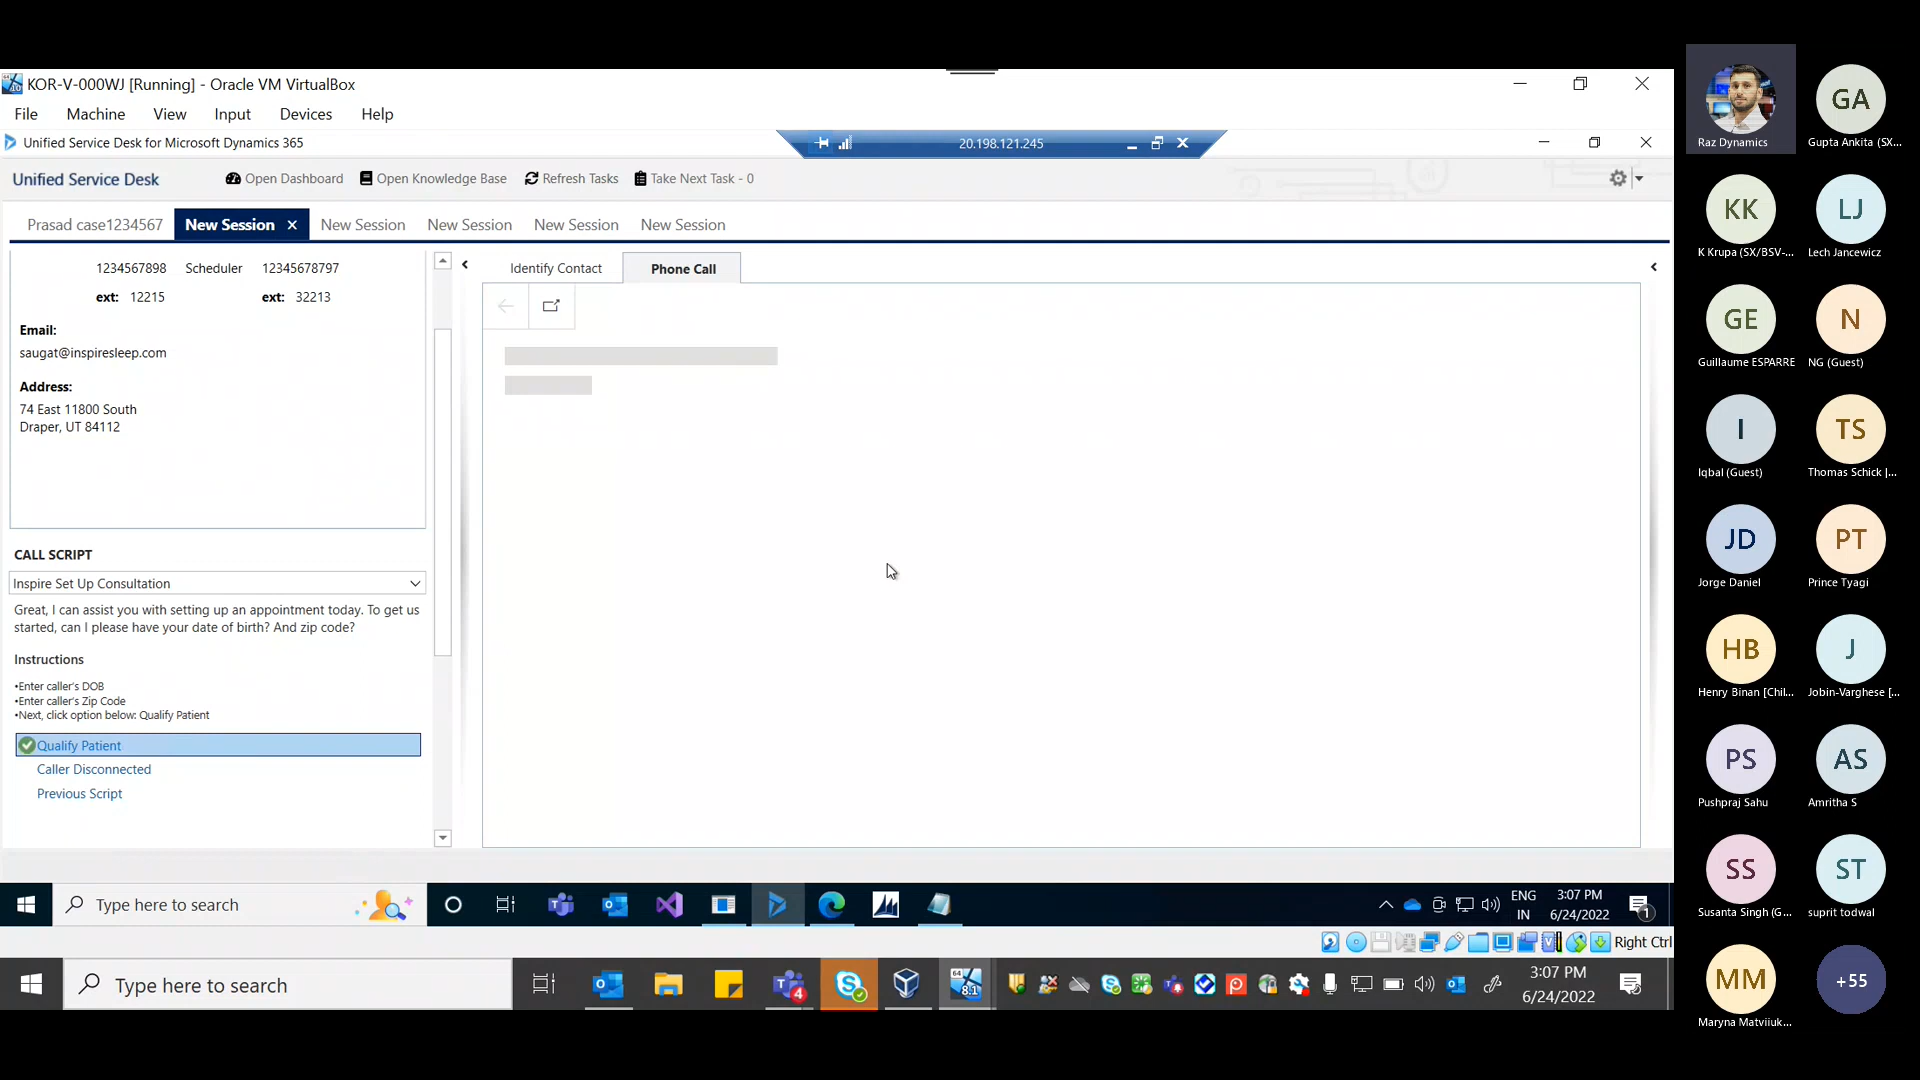 KOR-V-000WJ [Running] - Oracle VM VirtualBox
File Machine View Input Devices Help
Unified Service Desk for Microsoft Dynamics 365
20.198.121.245
Unified Service Desk
Open Dashboard
Open Knowledge Base
Refresh Tasks
Take Next Task - 0
Prasad case1234567
New Session
New Session
New Session
New Session
New Session
1234567898 Scheduler 12345678797
ext: 12215 ext: 32213
Email:
saugat@inspiresleep.com
Address:
74 East 11800 South
Draper, UT 84112
CALL SCRIPT
Inspire Set Up Consultation
Great, I can assist you with setting up an appointment today. To get us
started, can I please have your date of birth? And zip code?
Instructions
•Enter caller's DOB
•Enter caller's Zip Code
•Next, click option below: Qualify Patient
Qualify Patient
Caller Disconnected
Previous Script
Identify Contact
Phone Call
Type here to search
ENG
IN
3:07 PM
6/24/2022
1
Right Ctrl
Type here to search
4
64
8.1
3:07 PM
6/24/2022
Raz Dynamics
GA
Gupta Ankita (SX...
KK
K Krupa (SX/BSV-...
LJ
Lech Jancewicz
GE
Guillaume ESPARRE
N
NG (Guest)
I
Iqbal (Guest)
TS
Thomas Schick |...
JD
Jorge Daniel
PT
Prince Tyagi
HB
Henry Binan [Chil...
J
Jobin-Varghese [...
PS
Pushpraj Sahu
AS
Amritha S
SS
Susanta Singh (G...
ST
suprit todwal
MM
Maryna Matviiuk...
+55